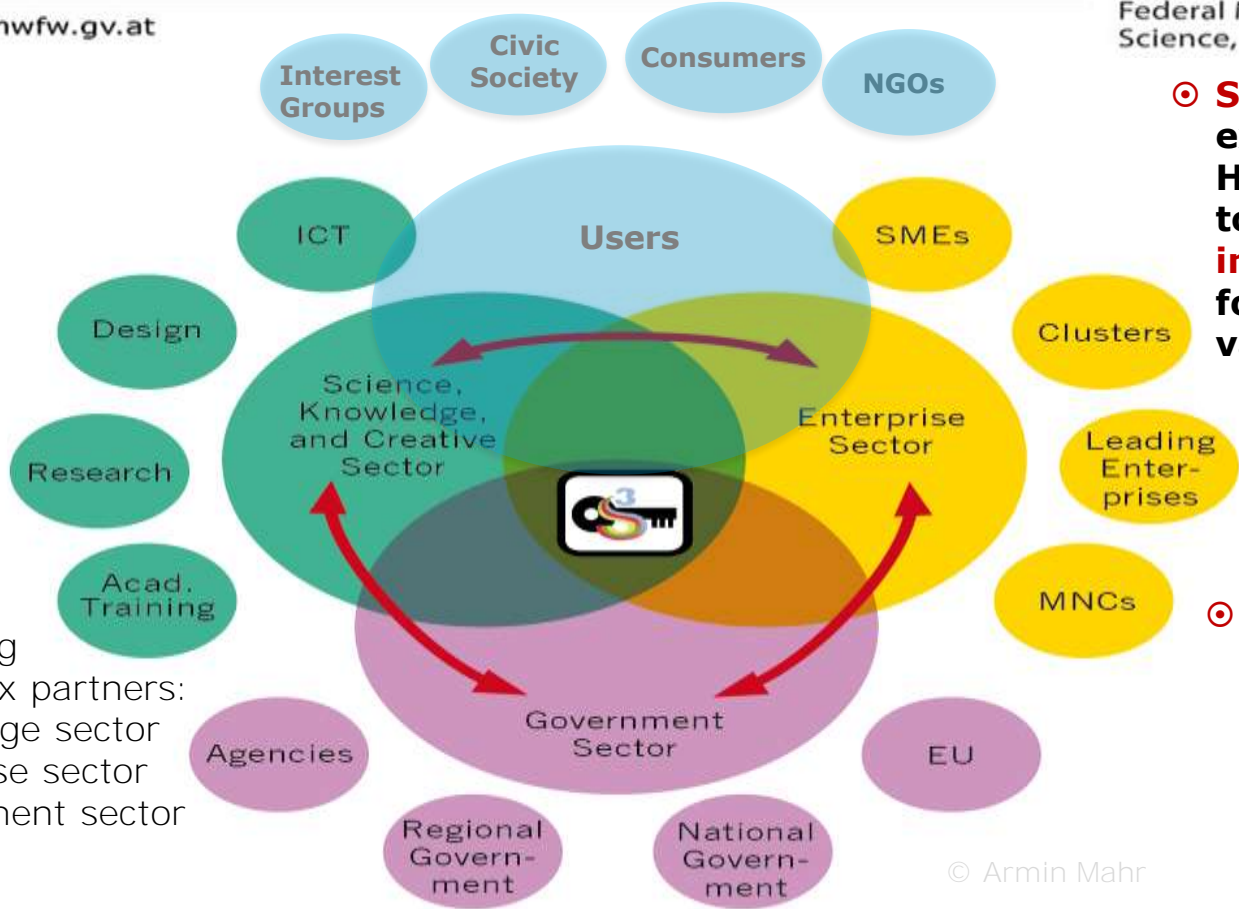 nwfw.gv.at
Federal
Science,
Interest
Groups
Civic
Society
Consumers
NGOs
ICT
Users
SMEs
Design
Clusters
Science,
Knowledge,
and Creative
Sector
Enterprise
Sector
Research
Leading
Enter-
prises
3
Acad.
Training
MNCs
x partners:
ge sector
se sector
nent sector
Government
Sector
Agencies
EU
Regional
Govern-
ment
National
Govern-
ment
© Armin Mahr